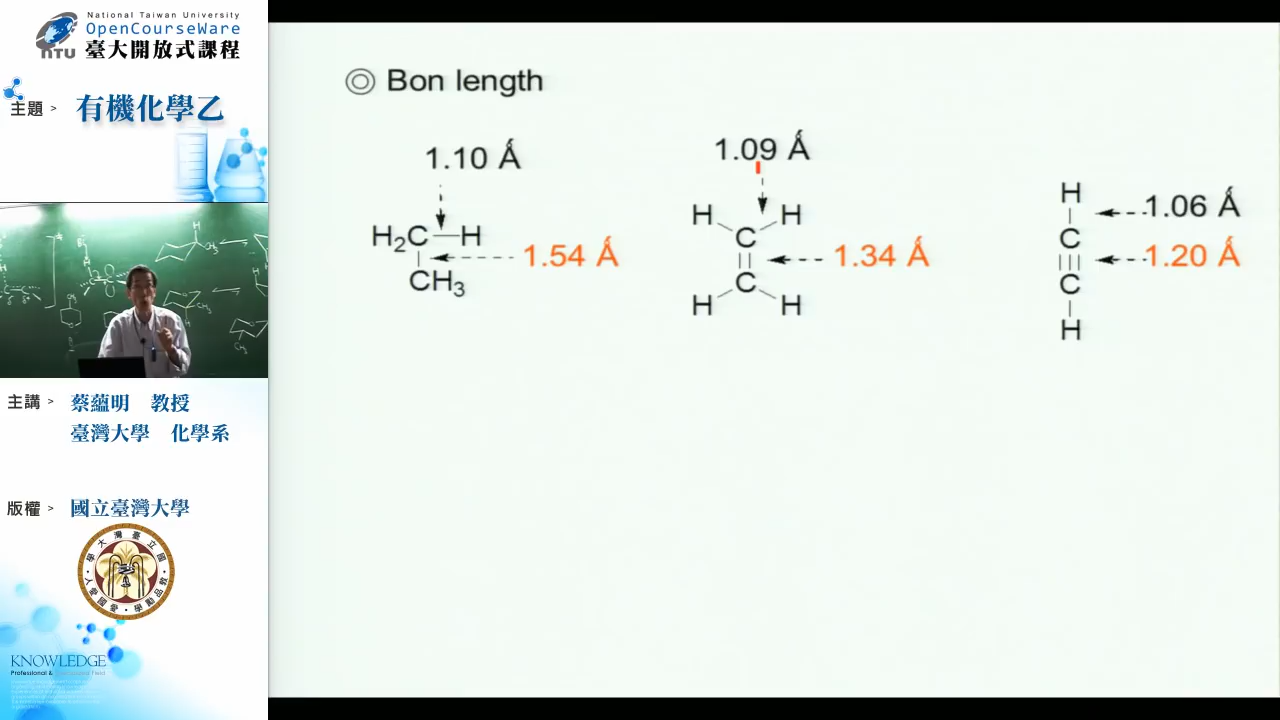 National Taiwan University
OpenCourseWare
臺大開放式課程
NTU
主題 > 有機化學乙
主講 > 蔡蘊明 教授
臺灣大學 化學系
版權 > 國立臺灣大學
KNOWLEDGE
◎ Bon length
1.10 Á
H2C—H
1.54 Á
CH3
1.09 Á
H H
C
1.34 Á
C
H H
H
1.06 Á
C
1.20 Á
C
H